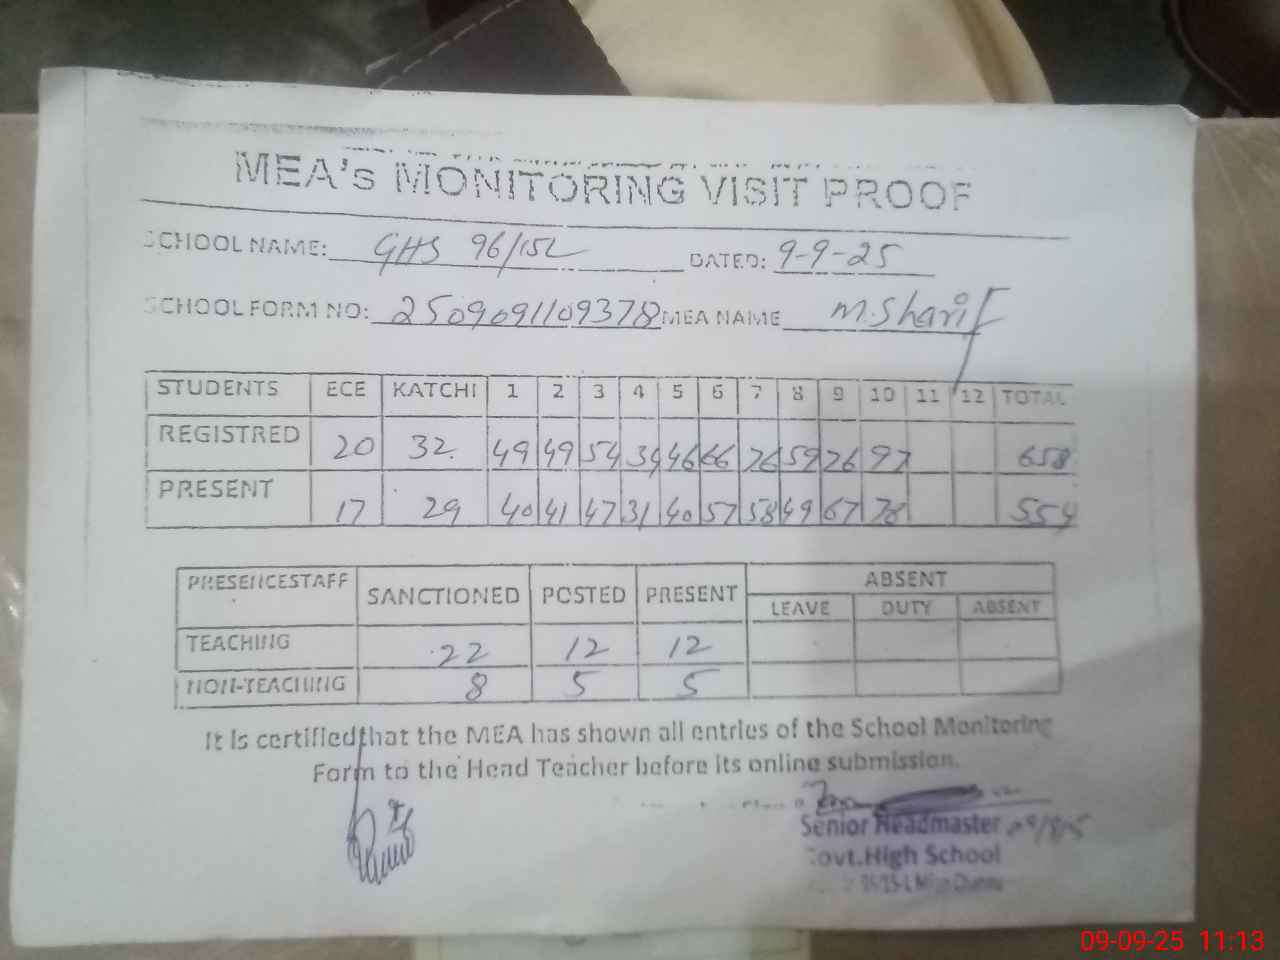 MEA's MONITORING VISIT PROOF
SCHOOL NAME: GHS 96/15L DATED: 9-9-25
SCHOOL FORM NO: 2509091109378 MEA NAME M.Sharif
STUDENTS ECE KATCHI 1 2 3 4 5 6 7 8 9 10 11 12 TOTAL
REGISTRED 20 32 49 49 54 34 46 66 76 59 26 97 658
PRESENT 17 29 40 41 47 31 40 57 58 49 67 78 554
PRESENCESTAFF SANCTIONED POSTED PRESENT ABSENT
LEAVE DUTY ABSENT
TEACHING 22 12 12
NON-TEACHING 8 5 5
It is certified that the MEA has shown all entries of the School Monitoring
Form to the Head Teacher before its online submission.
Senior Headmaster
Govt.High School
09-09-25 11:13